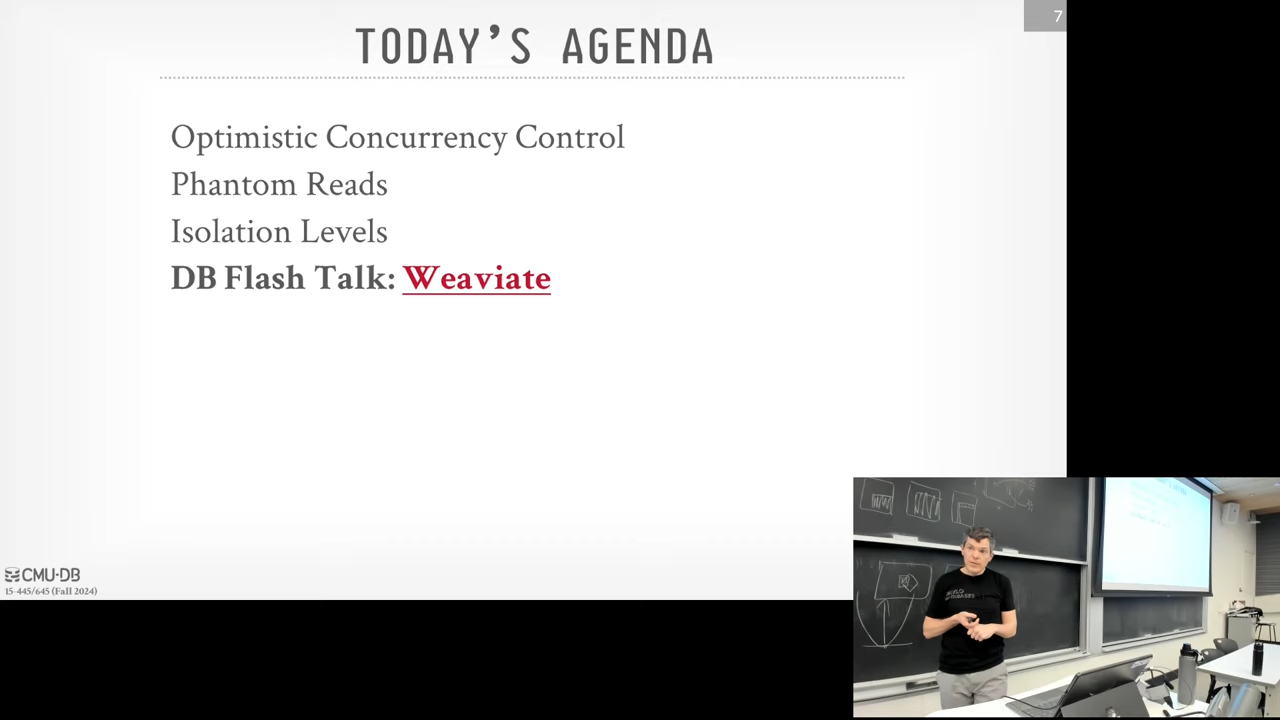 7
TODAY'S AGENDA
Optimistic Concurrency Control
Phantom Reads
Isolation Levels
DB Flash Talk: Weaviate
CMU·DB
15-445/645 (Fall 2024)